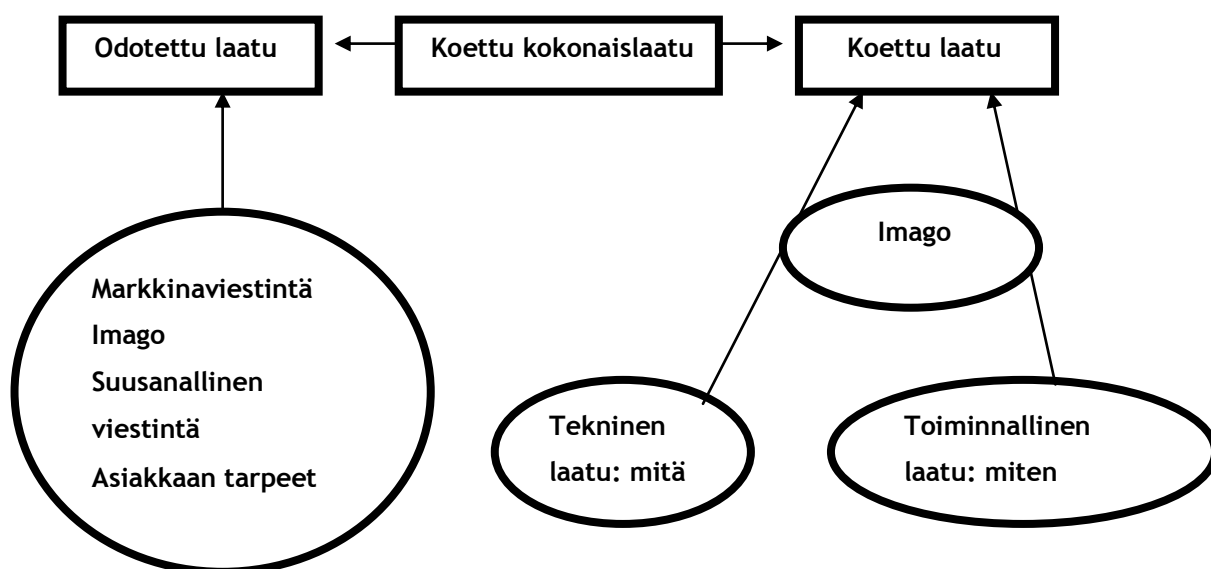 Odotettu laatu
Koettu kokonaislaatu
Koettu laatu
Imago
Markkinaviestintä
Imago
Suusanallinen
viestintä
Asiakkaan tarpeet
Tekninen
laatu: mitä
Toiminnallinen
laatu: miten